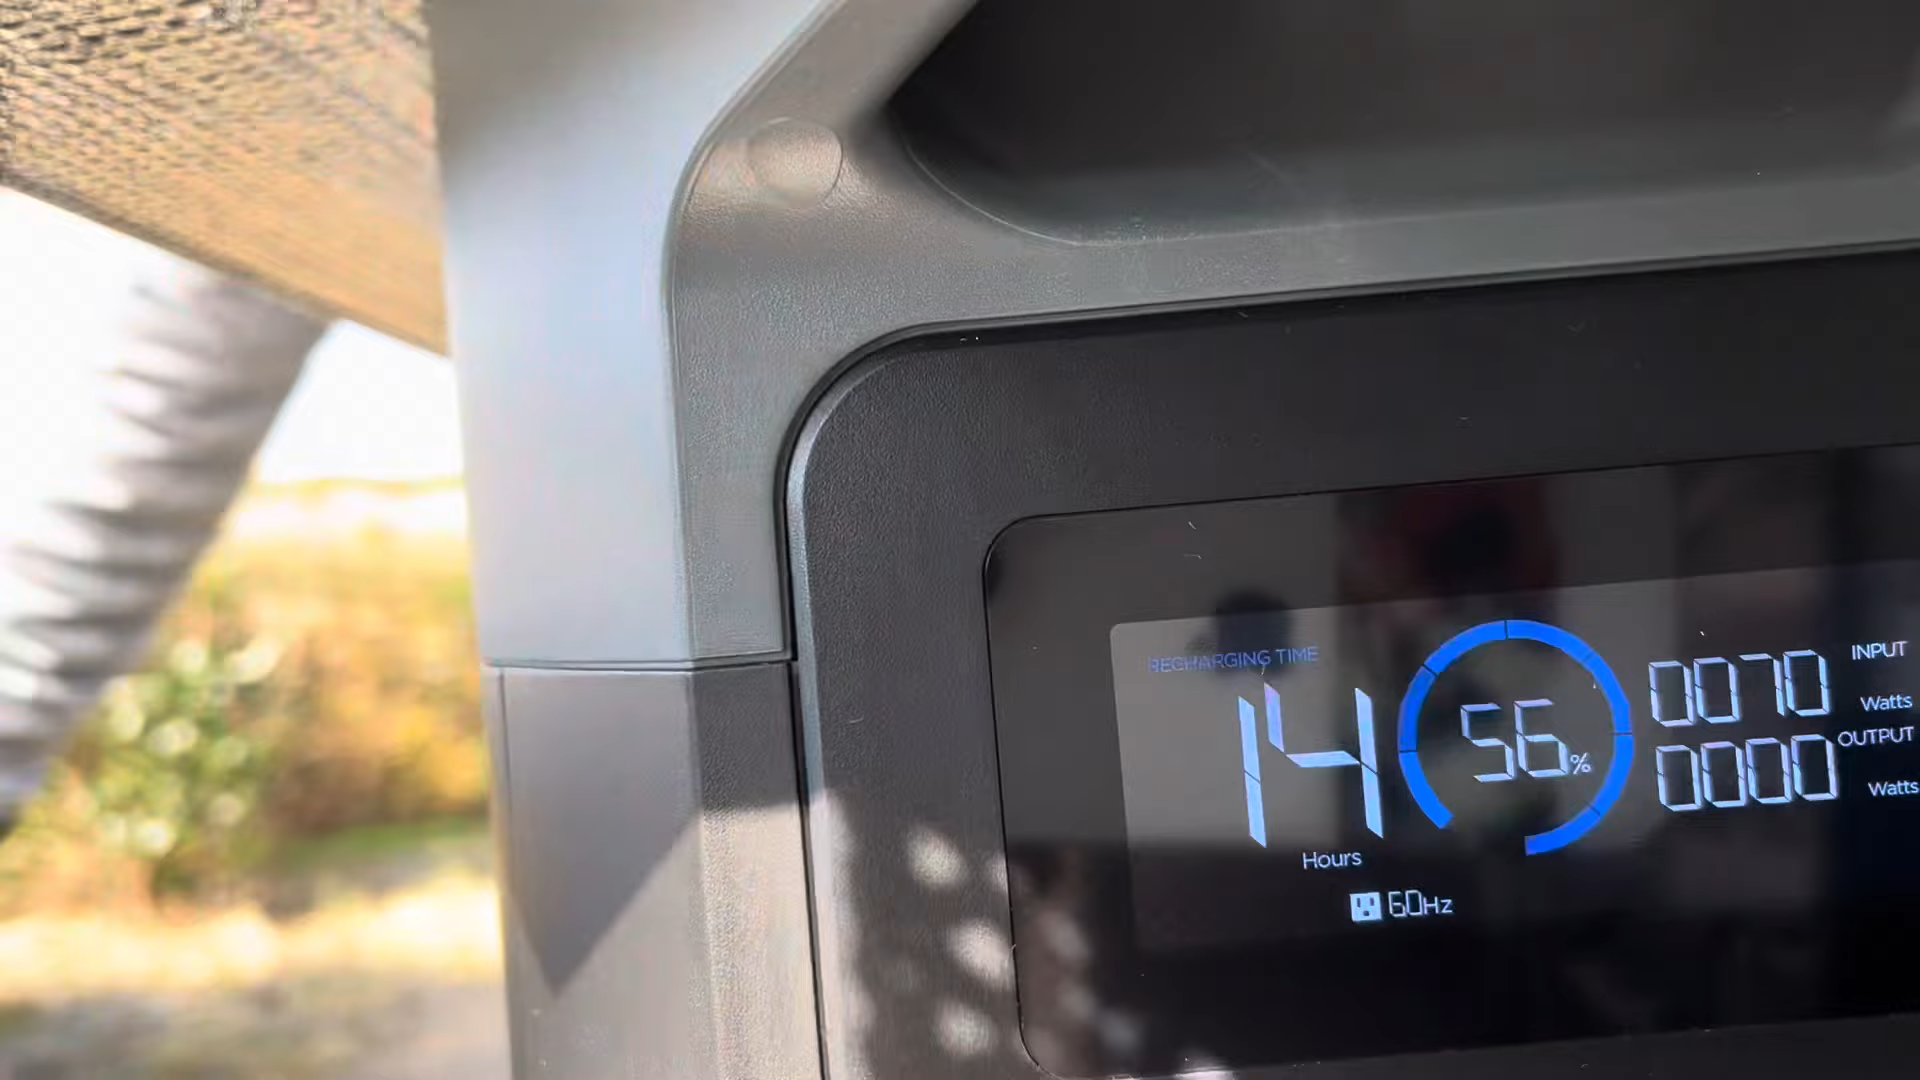 RECHARGING TIME
14
Hours
56%
0070 INPUT
Watts
0000 OUTPUT
Watts
60Hz